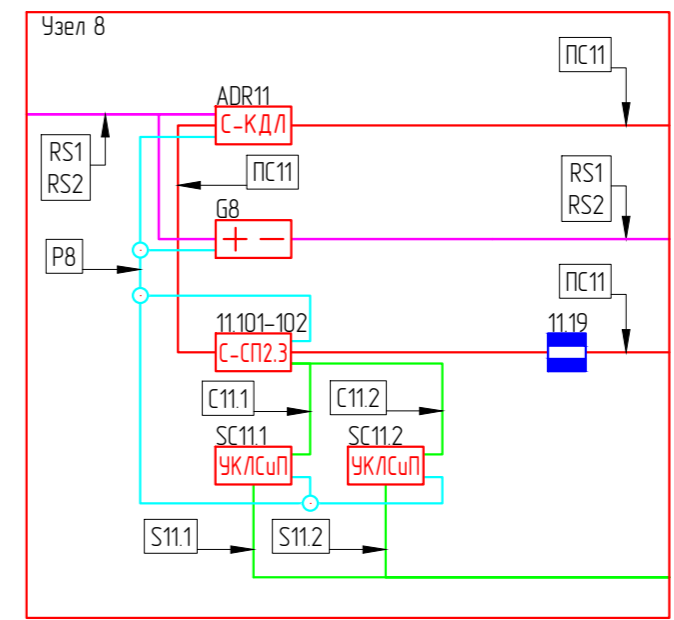 Узел 8
ПС11
ADR11
С-КДЛ
RS1
RS2
ПС11
RS1
RS2
G8
+ -
P8
ПС11
11.101-102
11.19
С-СП2.3
С11.1
С11.2
SC11.1
SC11.2
УКЛСиП
УКЛСиП
S11.1
S11.2